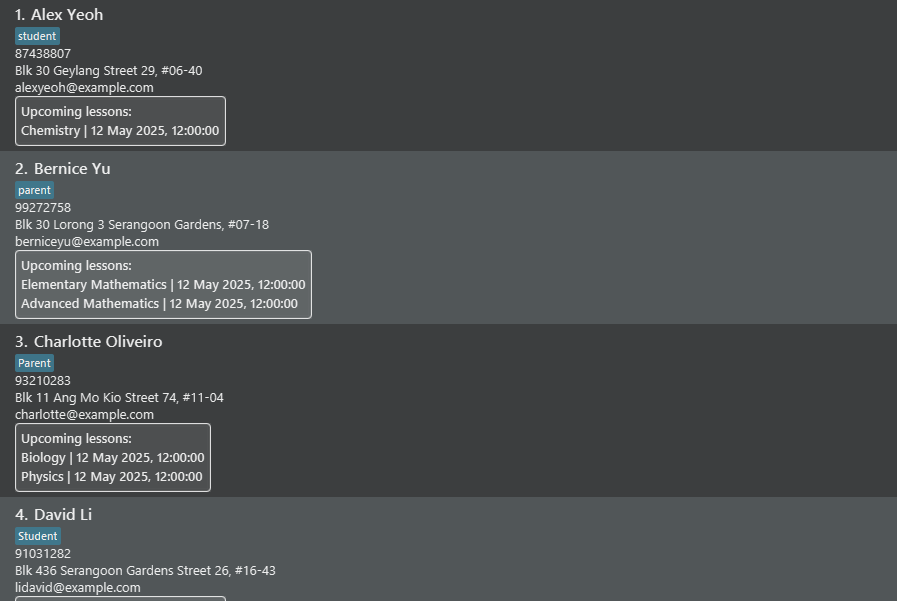 1. Alex Yeoh
student
87438807
Blk 30 Geylang Street 29, #06-40
alexyeoh@example.com
Upcoming lessons:
Chemistry | 12 May 2025, 12:00:00
2. Bernice Yu
parent
99272758
Blk 30 Lorong 3 Serangoon Gardens, #07-18
berniceyu@example.com
Upcoming lessons:
Elementary Mathematics | 12 May 2025, 12:00:00
Advanced Mathematics | 12 May 2025, 12:00:00
3. Charlotte Oliveiro
Parent
93210283
Blk 11 Ang Mo Kio Street 74, #11-04
charlotte@example.com
Upcoming lessons:
Biology | 12 May 2025, 12:00:00
Physics | 12 May 2025, 12:00:00
4. David Li
Student
91031282
Blk 436 Serangoon Gardens Street 26, #16-43
lidavid@example.com